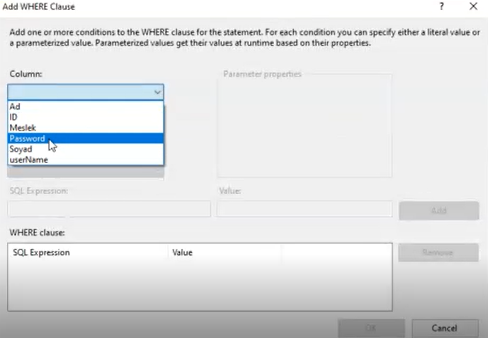 Add WHERE Clause
? X
Add one or more conditions to the WHERE clause for the statement. For each condition you can specify either a literal value or
a parameterized value. Parameterized values get their values at runtime based on their properties.
Column:
Parameter properties
Ad
ID
Meslek
Password
Soyad
userName
SQL Expression:
Value:
Add
WHERE clause:
SQL Expression Value
Remove
OK Cancel